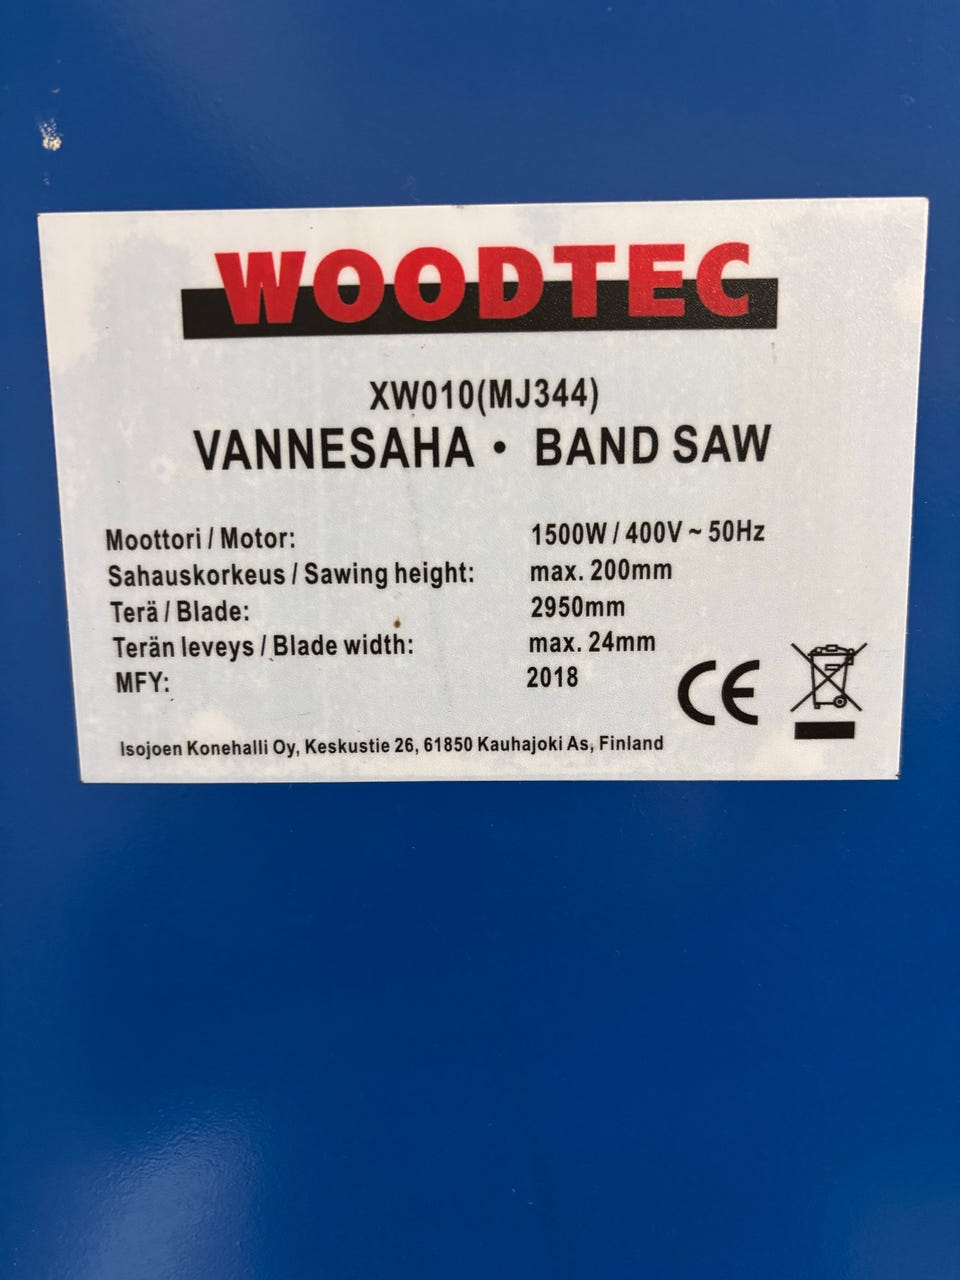 WOODTEC
XW010(MJ344)
VANNESAHA • BAND SAW
Moottori / Motor: 1500W / 400V ~ 50Hz
Sahauskorkeus / Sawing height: max. 200mm
Terä / Blade: 2950mm
Terän leveys / Blade width: max. 24mm
MFY: 2018
CE
Isojoen Konehalli Oy, Keskustie 26, 61850 Kauhajoki As, Finland